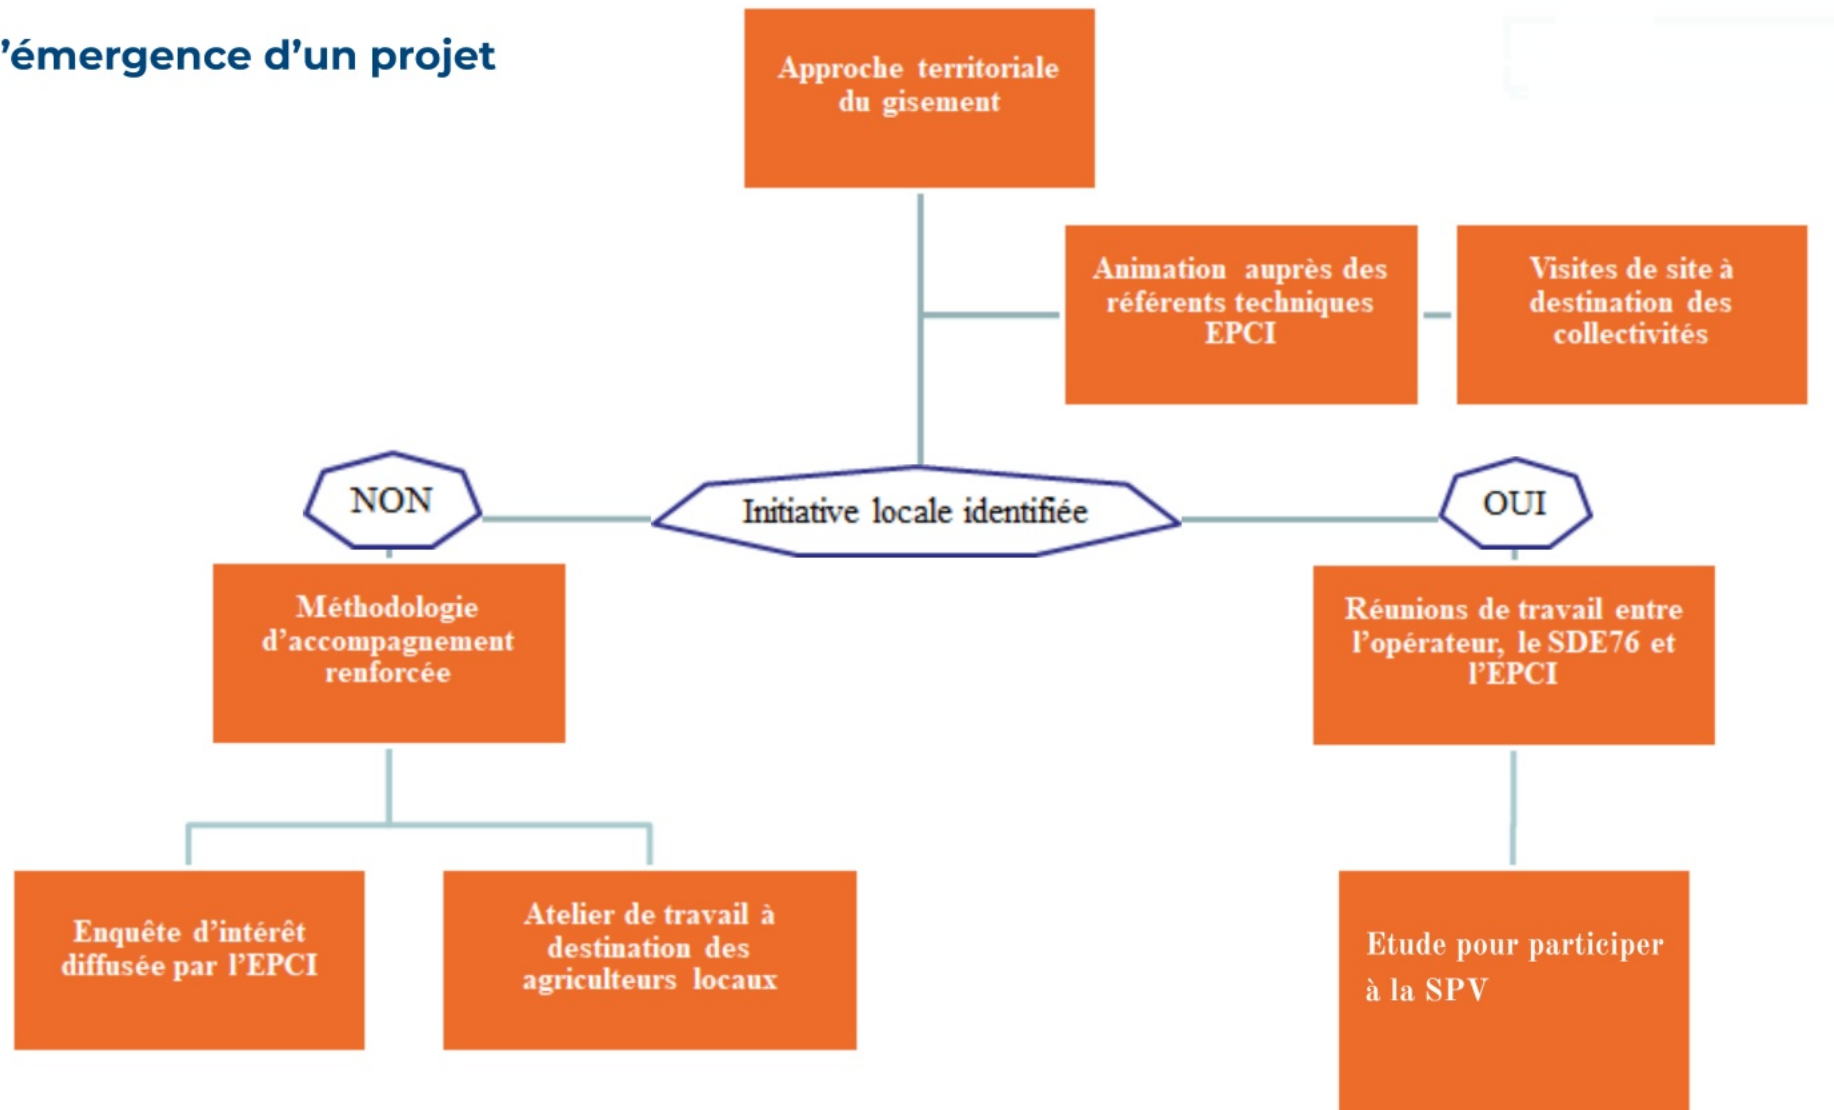 ’émergence d’un projet
Approche territoriale
du gisement
Animation auprès des
référents techniques
EPCI
Visites de site à
destination des
collectivités
NON
Initiative locale identifiée
OUI
Méthodologie
d’accompagnement
renforcée
Réunions de travail entre
l’opérateur, le SDE76 et
l’EPCI
Enquête d’intérêt
diffusée par l’EPCI
Atelier de travail à
destination des
agriculteurs locaux
Etude pour participer
à la SPV